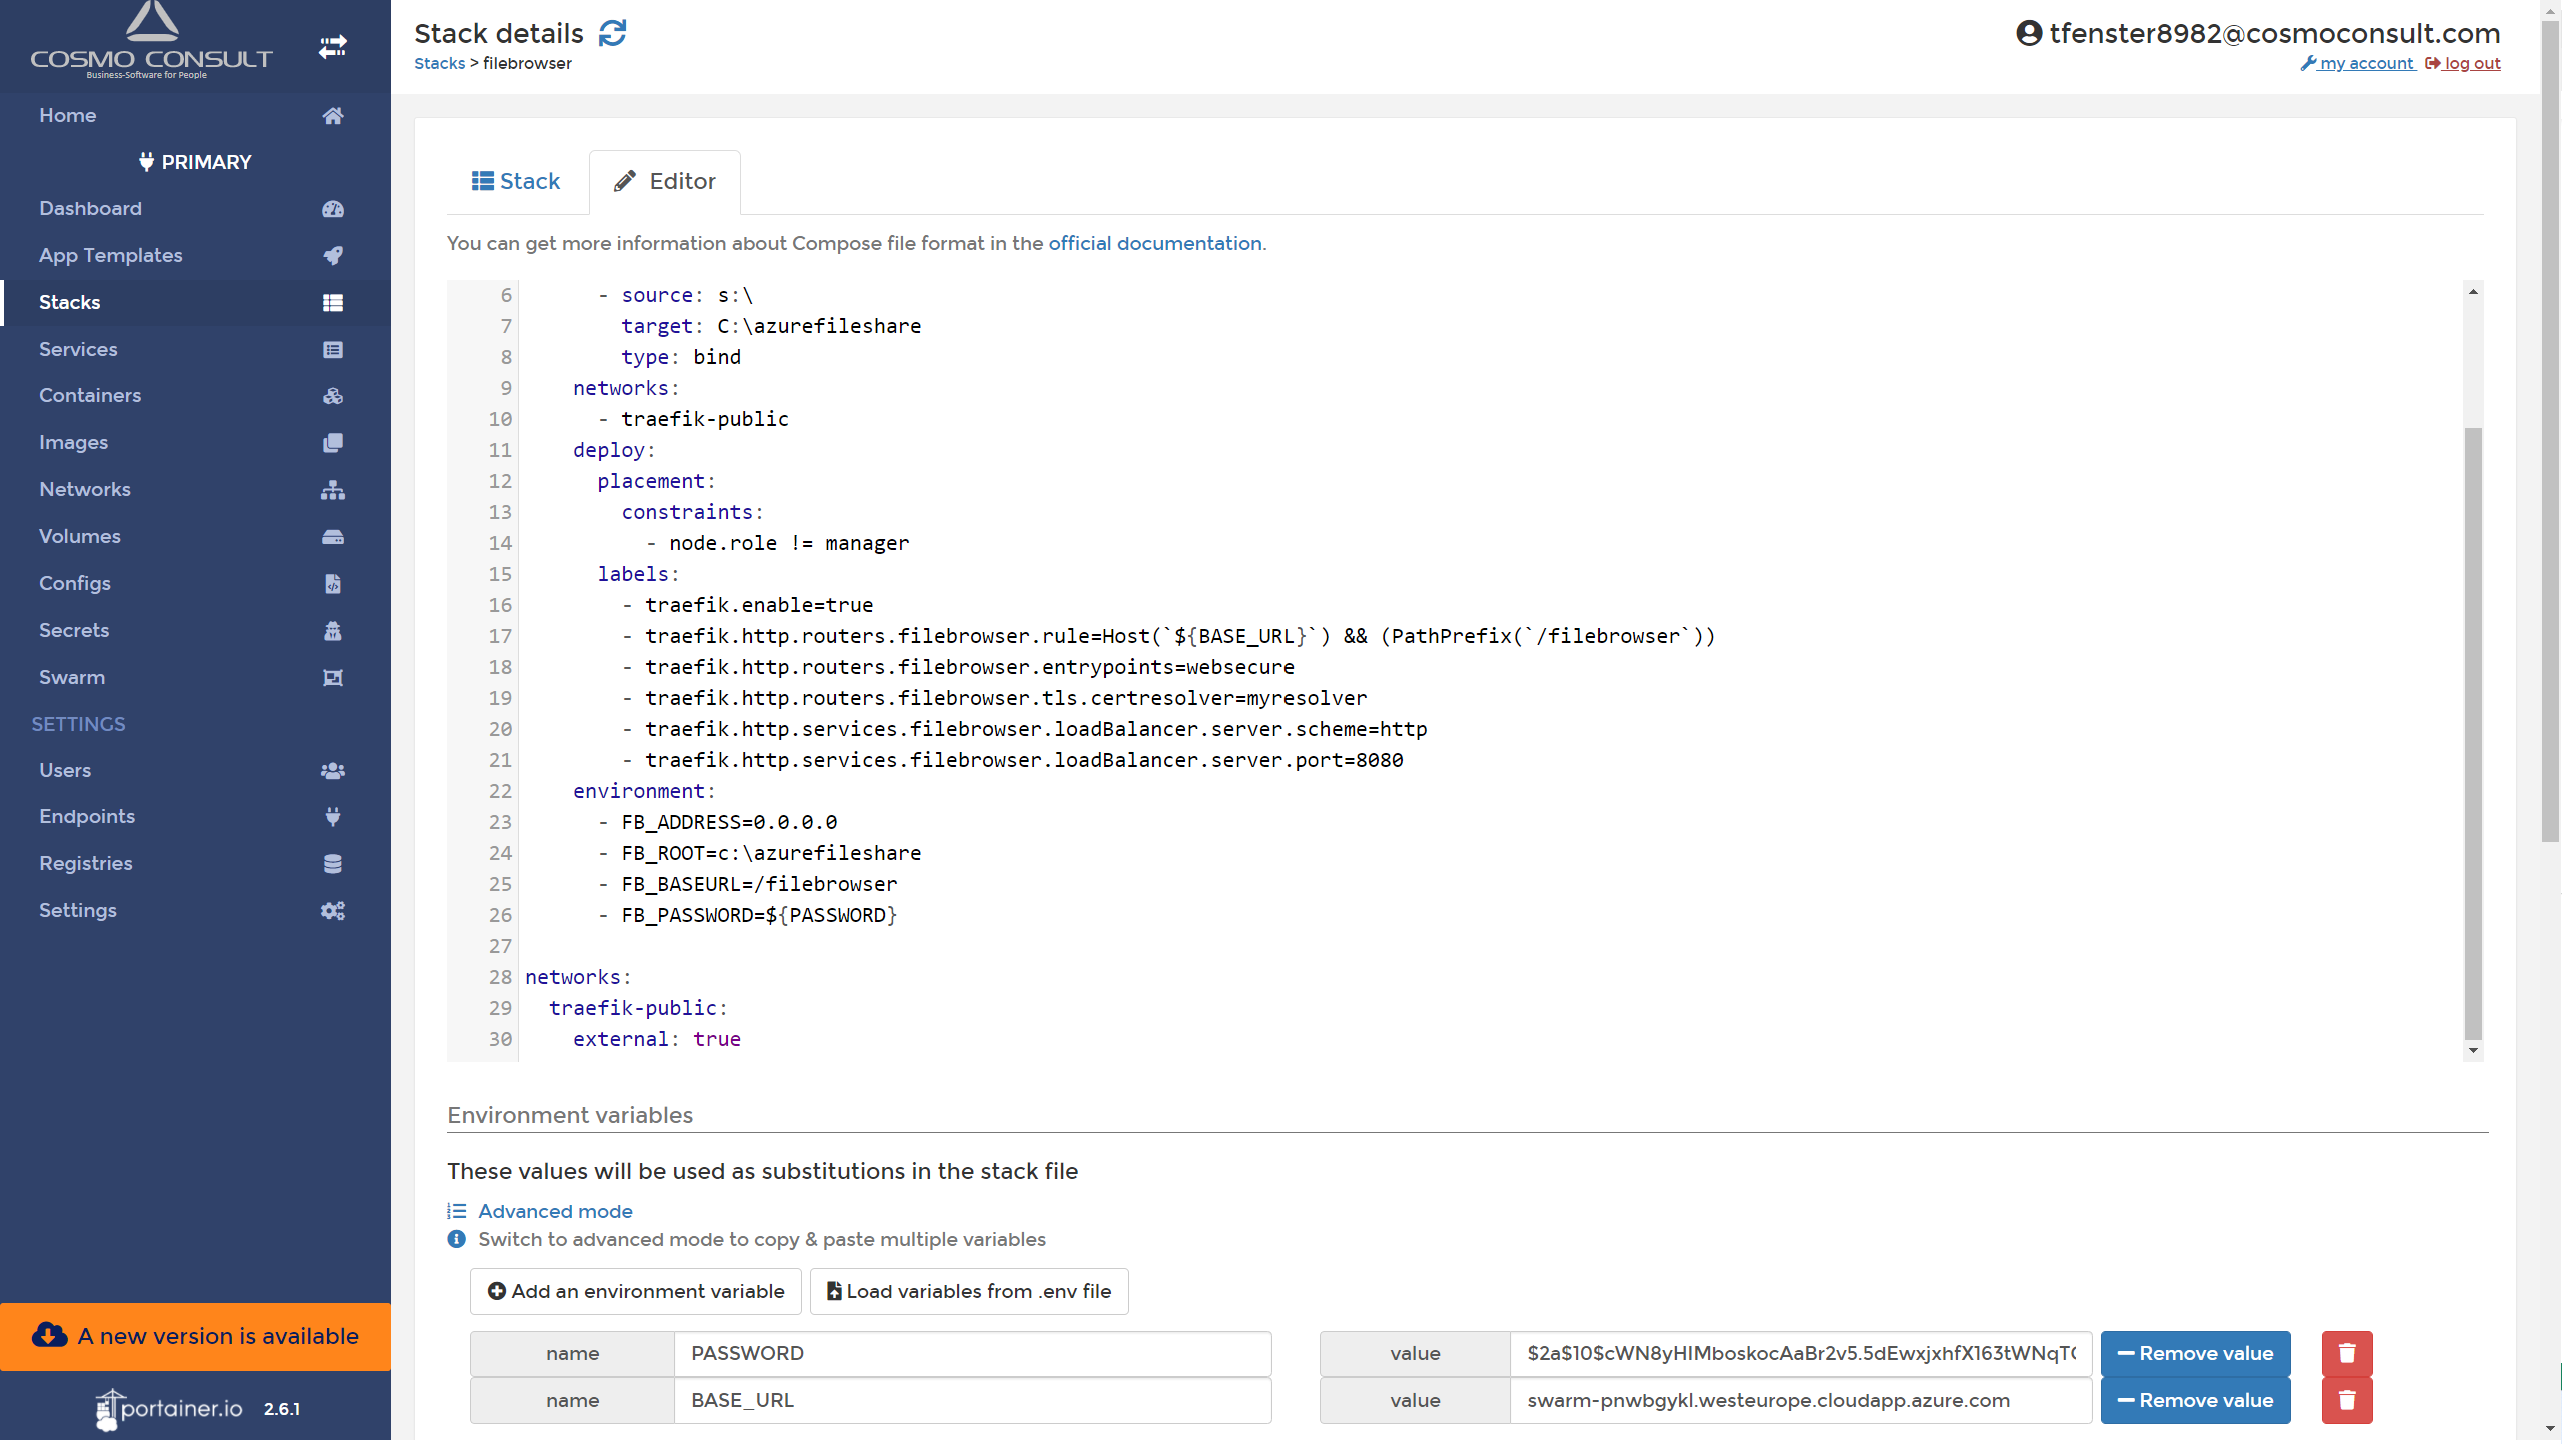 COSMO CONSULT
Business-Software for People
Home
PRIMARY
Dashboard
App Templates
Stacks
Services
Containers
Images
Networks
Volumes
Configs
Secrets
Swarm
SETTINGS
Users
Endpoints
Registries
Settings
A new version is available
portainer.io 2.6.1
Stack details
Stacks > filebrowser
tfenster8982@cosmoconsult.com
my account log out
Stack
Editor
You can get more information about Compose file format in the official documentation.
6 - source: s:\
7 target: C:\azurefileshare
8 type: bind
9 networks:
10 - traefik-public
11 deploy:
12 placement:
13 constraints:
14 - node.role != manager
15 labels:
16 - traefik.enable=true
17 - traefik.http.routers.filebrowser.rule=Host(`${BASE_URL}`) && (PathPrefix(`/filebrowser`))
18 - traefik.http.routers.filebrowser.entrypoints=websecure
19 - traefik.http.routers.filebrowser.tls.certresolver=myresolver
20 - traefik.http.services.filebrowser.loadBalancer.server.scheme=http
21 - traefik.http.services.filebrowser.loadBalancer.server.port=8080
22 environment:
23 - FB_ADDRESS=0.0.0.0
24 - FB_ROOT=c:\azurefileshare
25 - FB_BASEURL=/filebrowser
26 - FB_PASSWORD=${PASSWORD}
27
28 networks:
29 traefik-public:
30 external: true
Environment variables
These values will be used as substitutions in the stack file
Advanced mode
Switch to advanced mode to copy & paste multiple variables
Add an environment variable
Load variables from .env file
name PASSWORD value Remove value
name BASE_URL value swarm-pnwbgykl.westeurope.cloudapp.azure.com Remove value